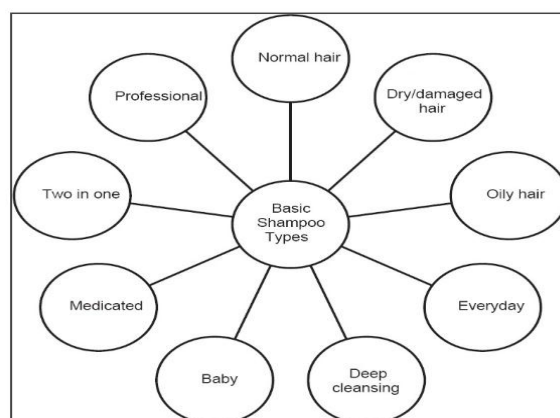 Normal hair
Professional
Dry/damaged
hair
Two in one
Basic
Shampoo
Types
Oily hair
Medicated
Everyday
Baby
Deep
cleansing